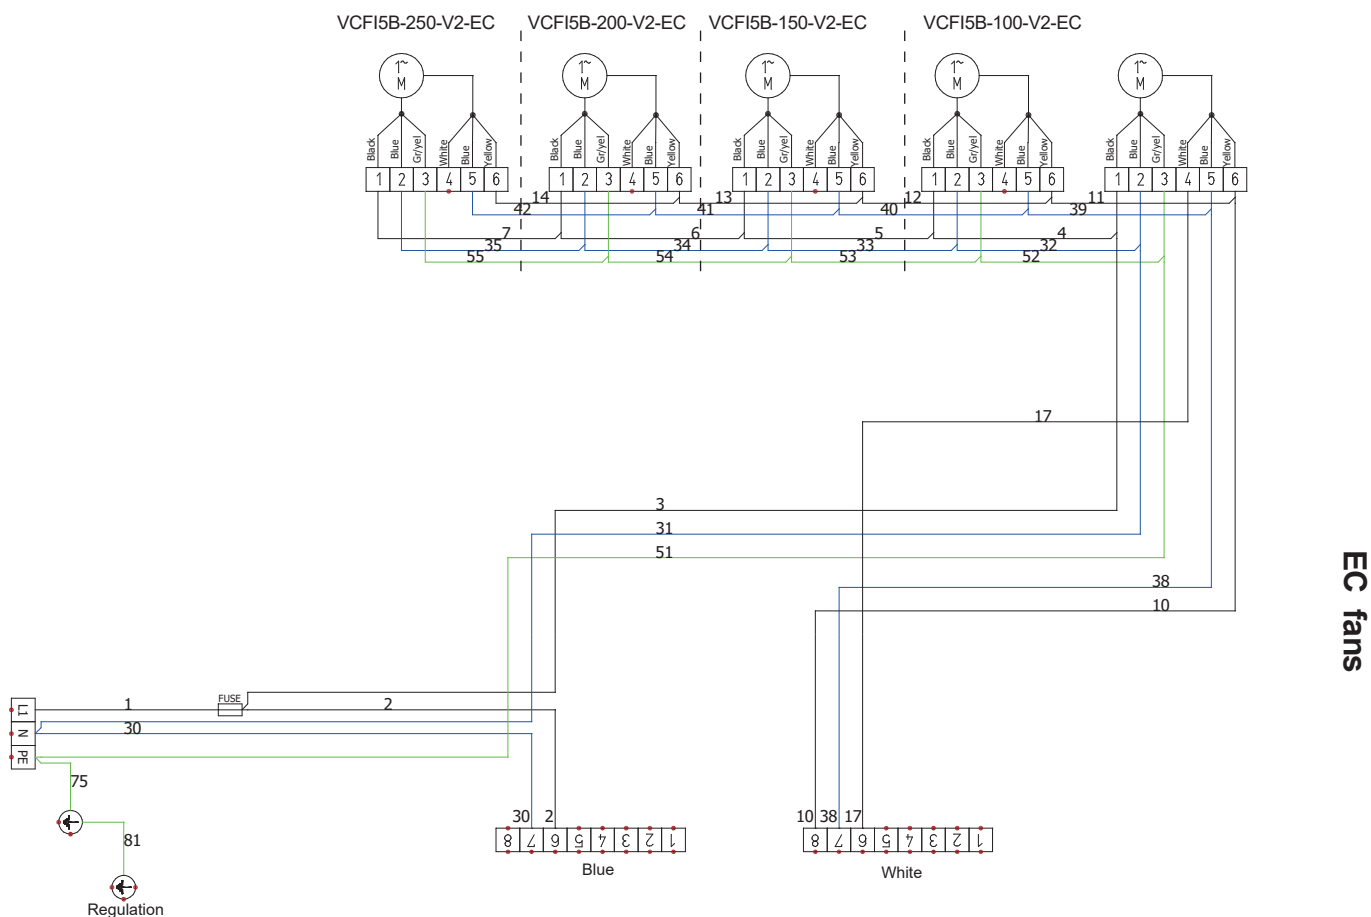 VCFI5B-250-V2-EC VCFI5B-200-V2-EC VCFI5B-150-V2-EC VCFI5B-100-V2-EC
1~ 1~ 1~ 1~ 1~
M M M M M
Black Blue Gr/yel White Blue Yellow Black Blue Gr/yel White Blue Yellow Black Blue Gr/yel White Blue Yellow Black Blue Gr/yel White Blue Yellow Black Blue Gr/yel White Blue Yellow
1 2 3 4 5 6 1 2 3 4 5 6 1 2 3 4 5 6 1 2 3 4 5 6 1 2 3 4 5 6
14 13 12 11
42 41 40 39
7 6 5 4
35 34 33 32
55 54 53 52
17
3
31
51
38
10
EC fans
FUSE
L1 1 2
N 30
PE
75
81
30 2
8 7 6 5 4 3 2 1
Blue
10 38 17
8 7 6 5 4 3 2 1
White
Regulation